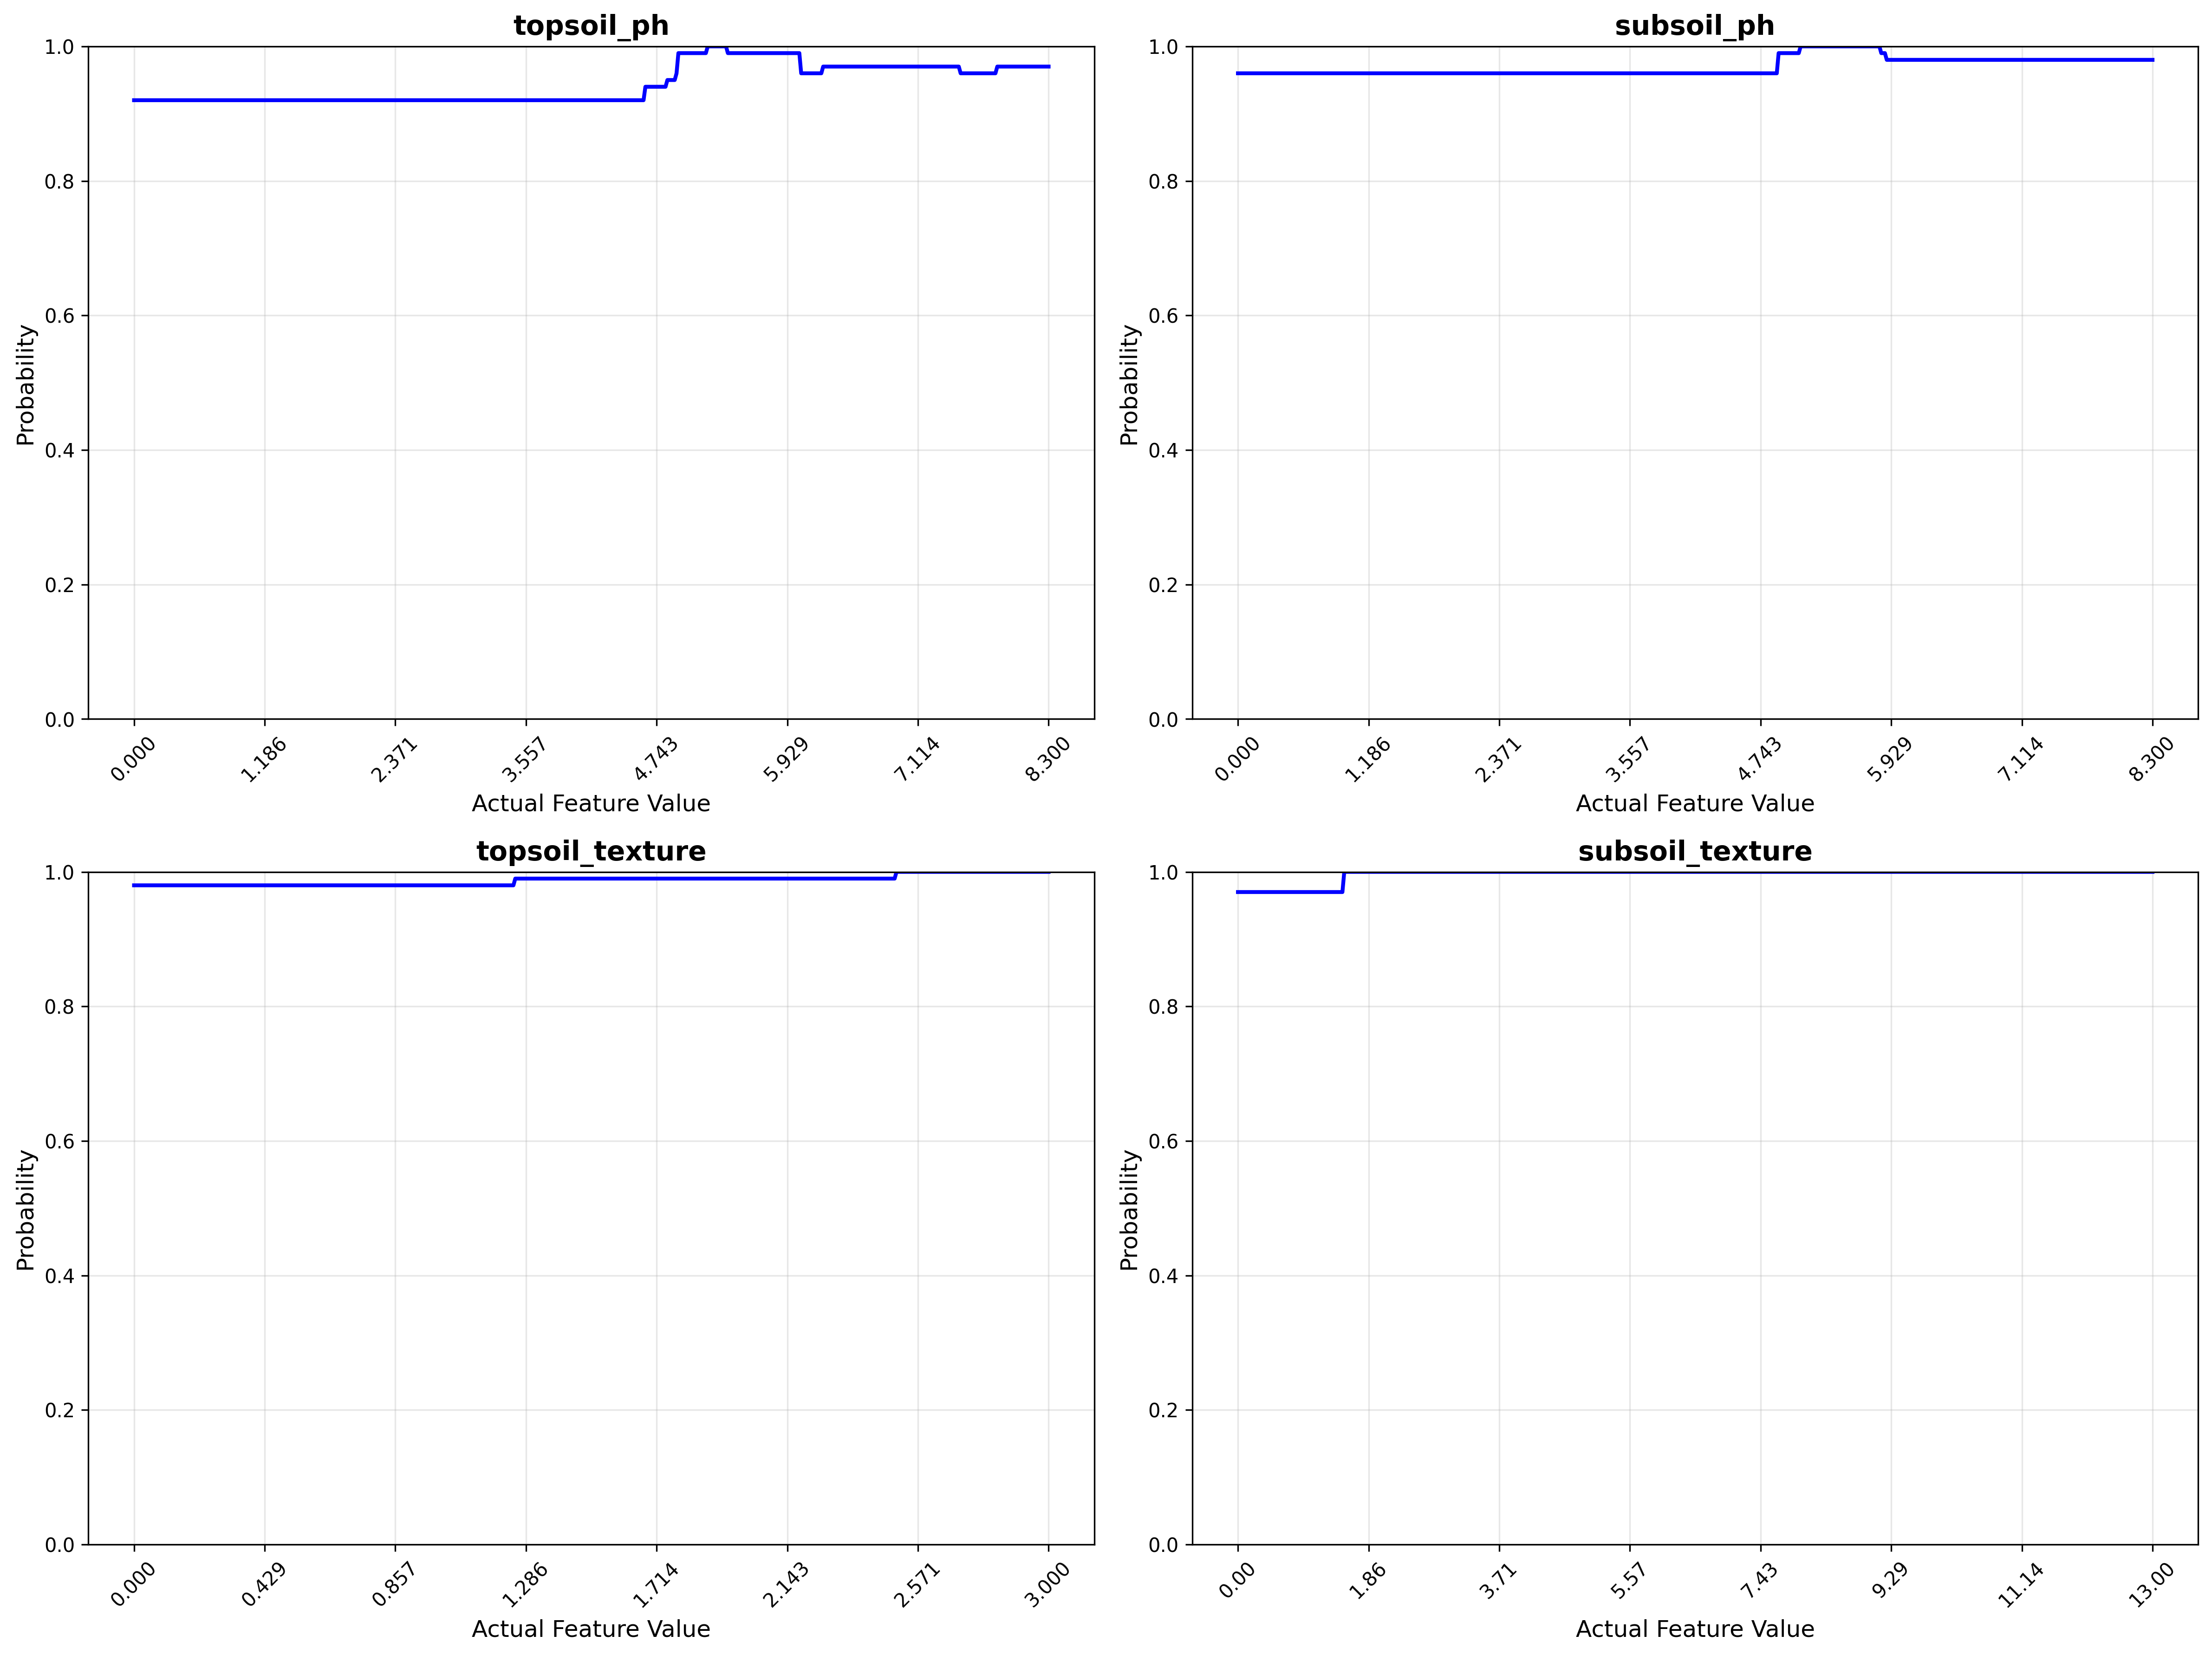 topsoil_ph
1.0
0.8
0.6
0.4
0.2
0.0
Probability
0.000 1.186 2.371 3.557 4.743 5.929 7.114 8.300
Actual Feature Value
subsoil_ph
1.0
0.8
0.6
0.4
0.2
0.0
Probability
0.000 1.186 2.371 3.557 4.743 5.929 7.114 8.300
Actual Feature Value
topsoil_texture
1.0
0.8
0.6
0.4
0.2
0.0
Probability
0.000 0.429 0.857 1.286 1.714 2.143 2.571 3.000
Actual Feature Value
subsoil_texture
1.0
0.8
0.6
0.4
0.2
0.0
Probability
0.00 1.86 3.71 5.57 7.43 9.29 11.14 13.00
Actual Feature Value